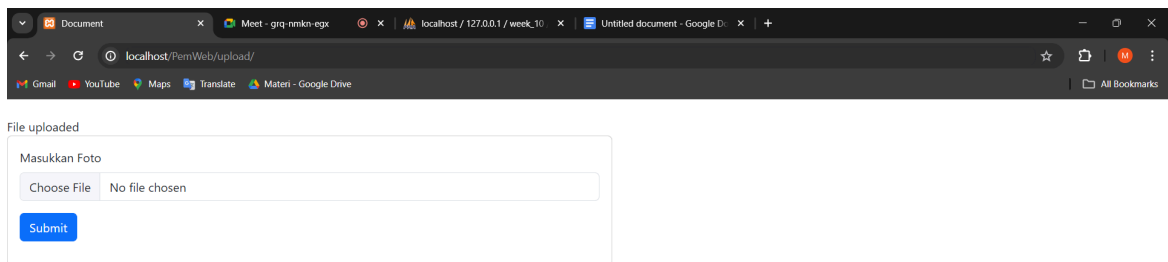 Document
Meet - grq-nmkn-egx
localhost / 127.0.0.1 / week_10
Untitled document - Google Dc
localhost/PemWeb/upload/
M
Gmail
YouTube
Maps
Translate
Materi - Google Drive
All Bookmarks
File uploaded
Masukkan Foto
Choose File No file chosen
Submit